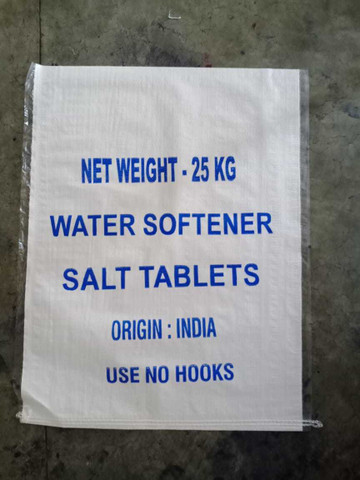 NET WEIGHT - 25 KG
WATER SOFTENER
SALT TABLETS
ORIGIN : INDIA
USE NO HOOKS